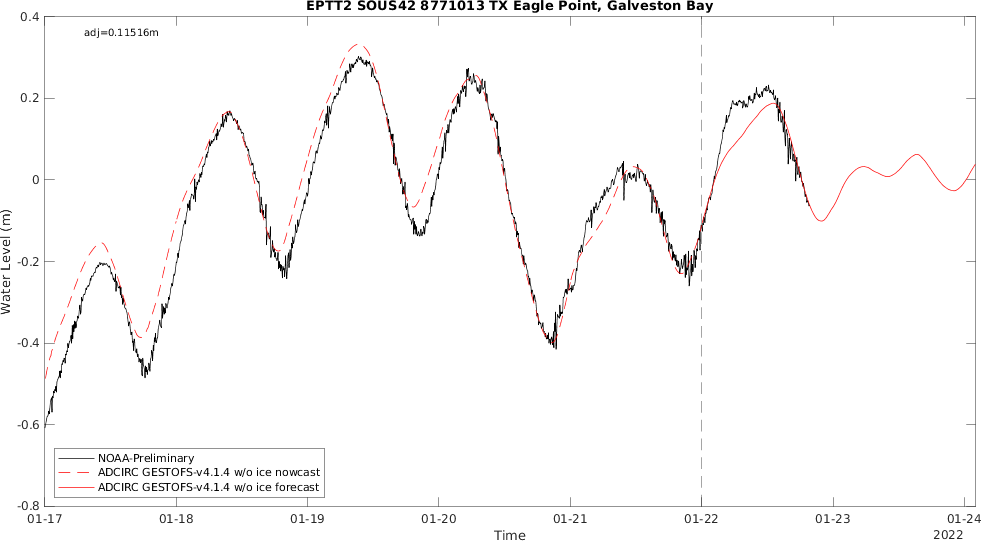 EPTT2 SOUS42 8771013 TX Eagle Point, Galveston Bay
adj=0.11516m
0.4
0.2
0
-0.2
-0.4
-0.6
-0.8
Water Level (m)
NOAA-Preliminary
ADCIRC GESTOFS-v4.1.4 w/o ice nowcast
ADCIRC GESTOFS-v4.1.4 w/o ice forecast
01-17 01-18 01-19 01-20 01-21 01-22 01-23 01-24
Time
2022